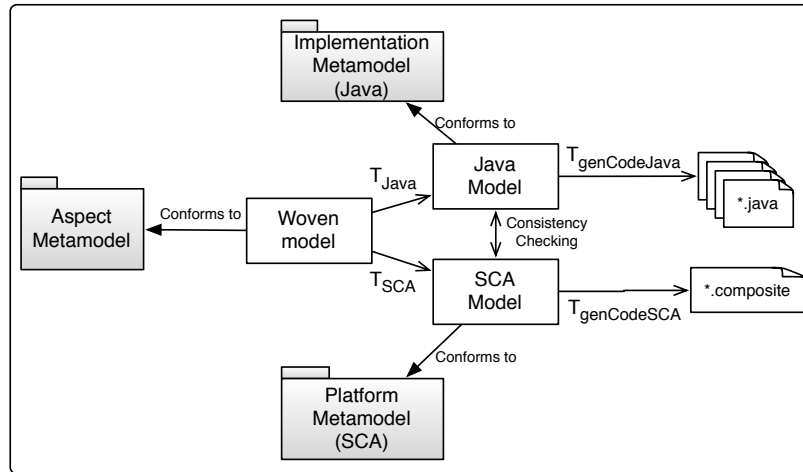 Implementation
Metamodel
(Java)
Conforms to
Java
Model
TgenCodeJava
*.java
TJava
Aspect
Metamodel
Conforms to
Woven
model
Consistency
Checking
TSCA
SCA
Model
TgenCodeSCA
*.composite
Conforms to
Platform
Metamodel
(SCA)